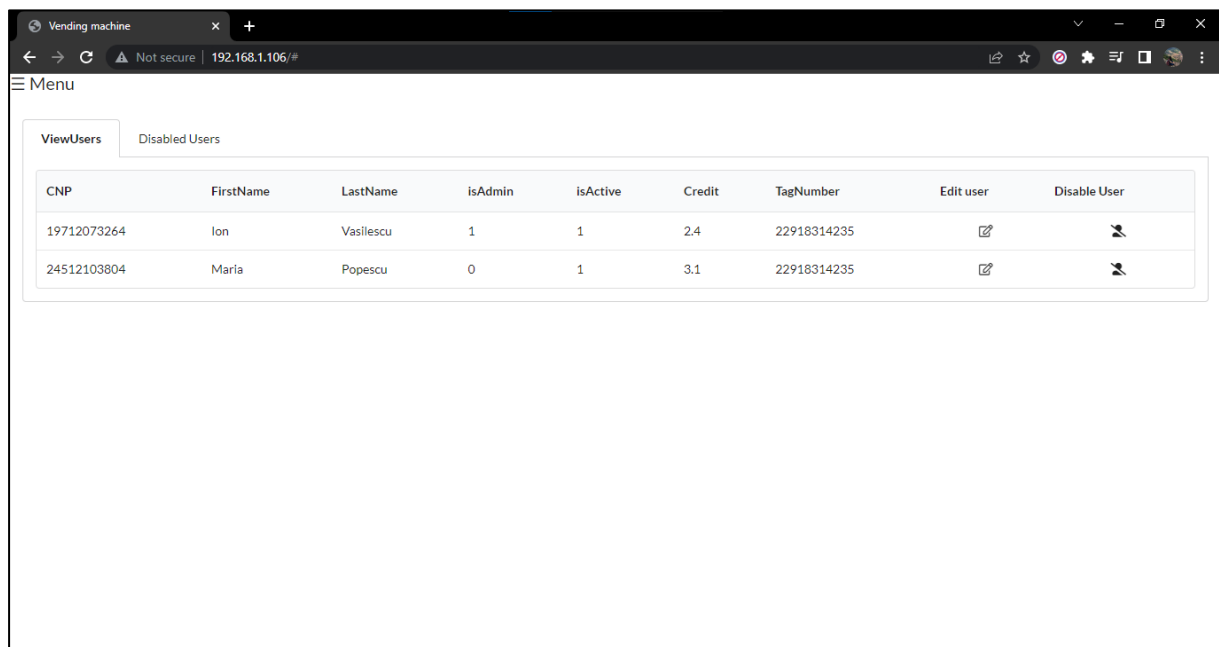 Vending machine
Not secure | 192.168.1.106/#
☰ Menu
ViewUsers Disabled Users
CNP FirstName LastName isAdmin isActive Credit TagNumber Edit user Disable User
19712073264 Ion Vasilescu 1 1 2.4 22918314235
24512103804 Maria Popescu 0 1 3.1 22918314235